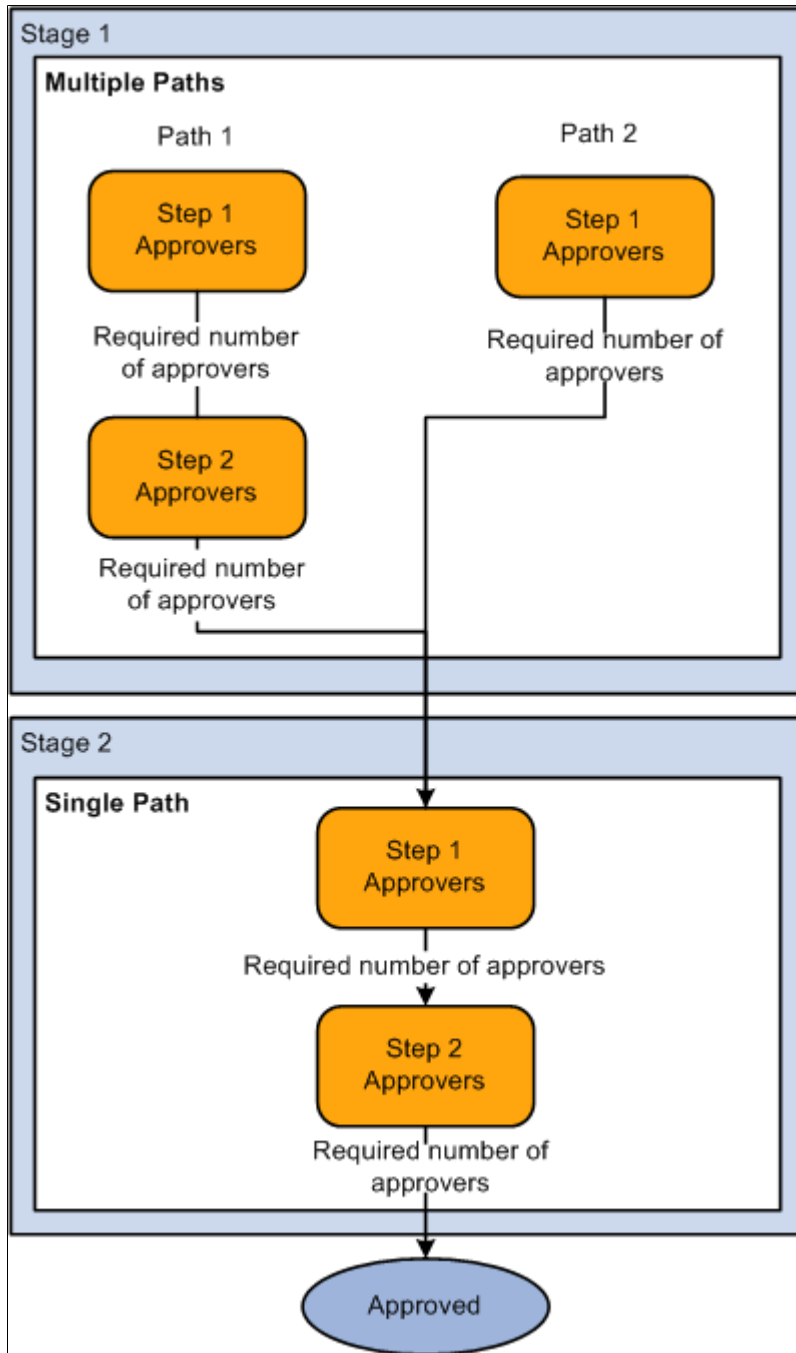 Stage 1
Multiple Paths
Path 1
Path 2
Step 1
Approvers
Step 1
Approvers
Required number
of approvers
Required number of
approvers
Step 2
Approvers
Required number
of approvers
Stage 2
Single Path
Step 1
Approvers
Required number of approvers
Step 2
Approvers
Required number of
approvers
Approved